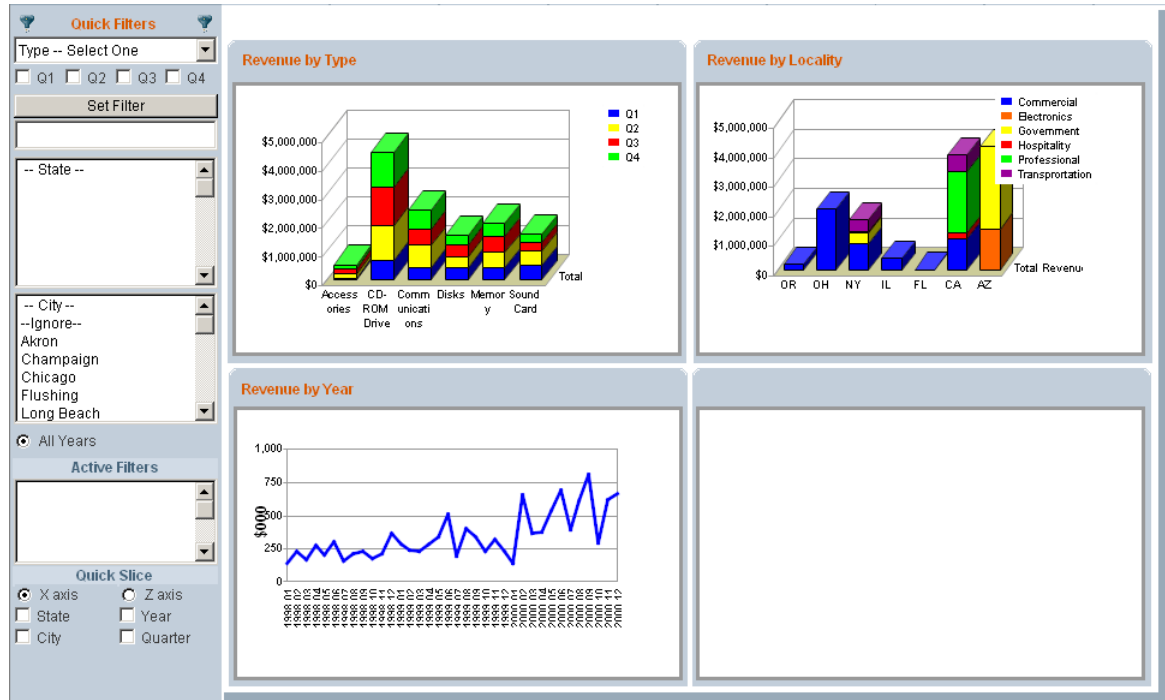 Quick Filters
Type -- Select One
Q1 Q2 Q3 Q4
Set Filter
-- State --
-- City --
--Ignore--
Akron
Champaign
Chicago
Flushing
Long Beach
All Years
Active Filters
Quick Slice
X axis Z axis
State Year
City Quarter
Revenue by Type
$5,000,000
$4,000,000
$3,000,000
$2,000,000
$1,000,000
$0
Total
Access CD- Comm Disks Memor Sound
ories ROM unicati y Card
Drive ons
Q1
Q2
Q3
Q4
Revenue by Locality
$5,000,000
$4,000,000
$3,000,000
$2,000,000
$1,000,000
$0
Total Revenu
OR OH NY IL FL CA AZ
Commercial
Electronics
Government
Hospitality
Professional
Transportation
Revenue by Year
1,000
750
500
250
0
$000
1998.01
1998.02
1998.03
1998.04
1998.05
1998.06
1998.07
1998.08
1998.09
1998.10
1998.11
1998.12
1999.01
1999.02
1999.03
1999.04
1999.05
1999.06
1999.07
1999.08
1999.09
1999.10
1999.11
1999.12
2000.01
2000.02
2000.03
2000.04
2000.05
2000.06
2000.07
2000.08
2000.09
2000.10
2000.11
2000.12